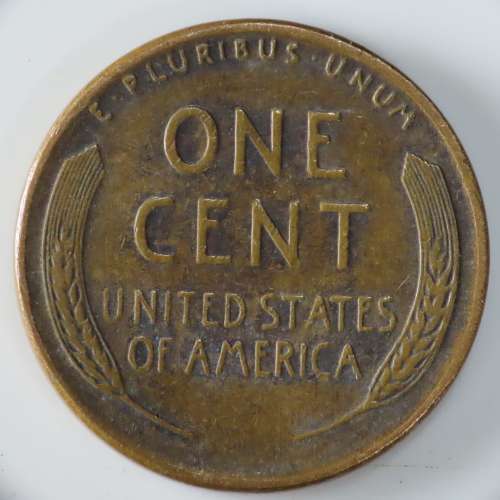 E·PLURIBUS·UNUM
ONE
CENT
UNITED STATES
OF AMERICA